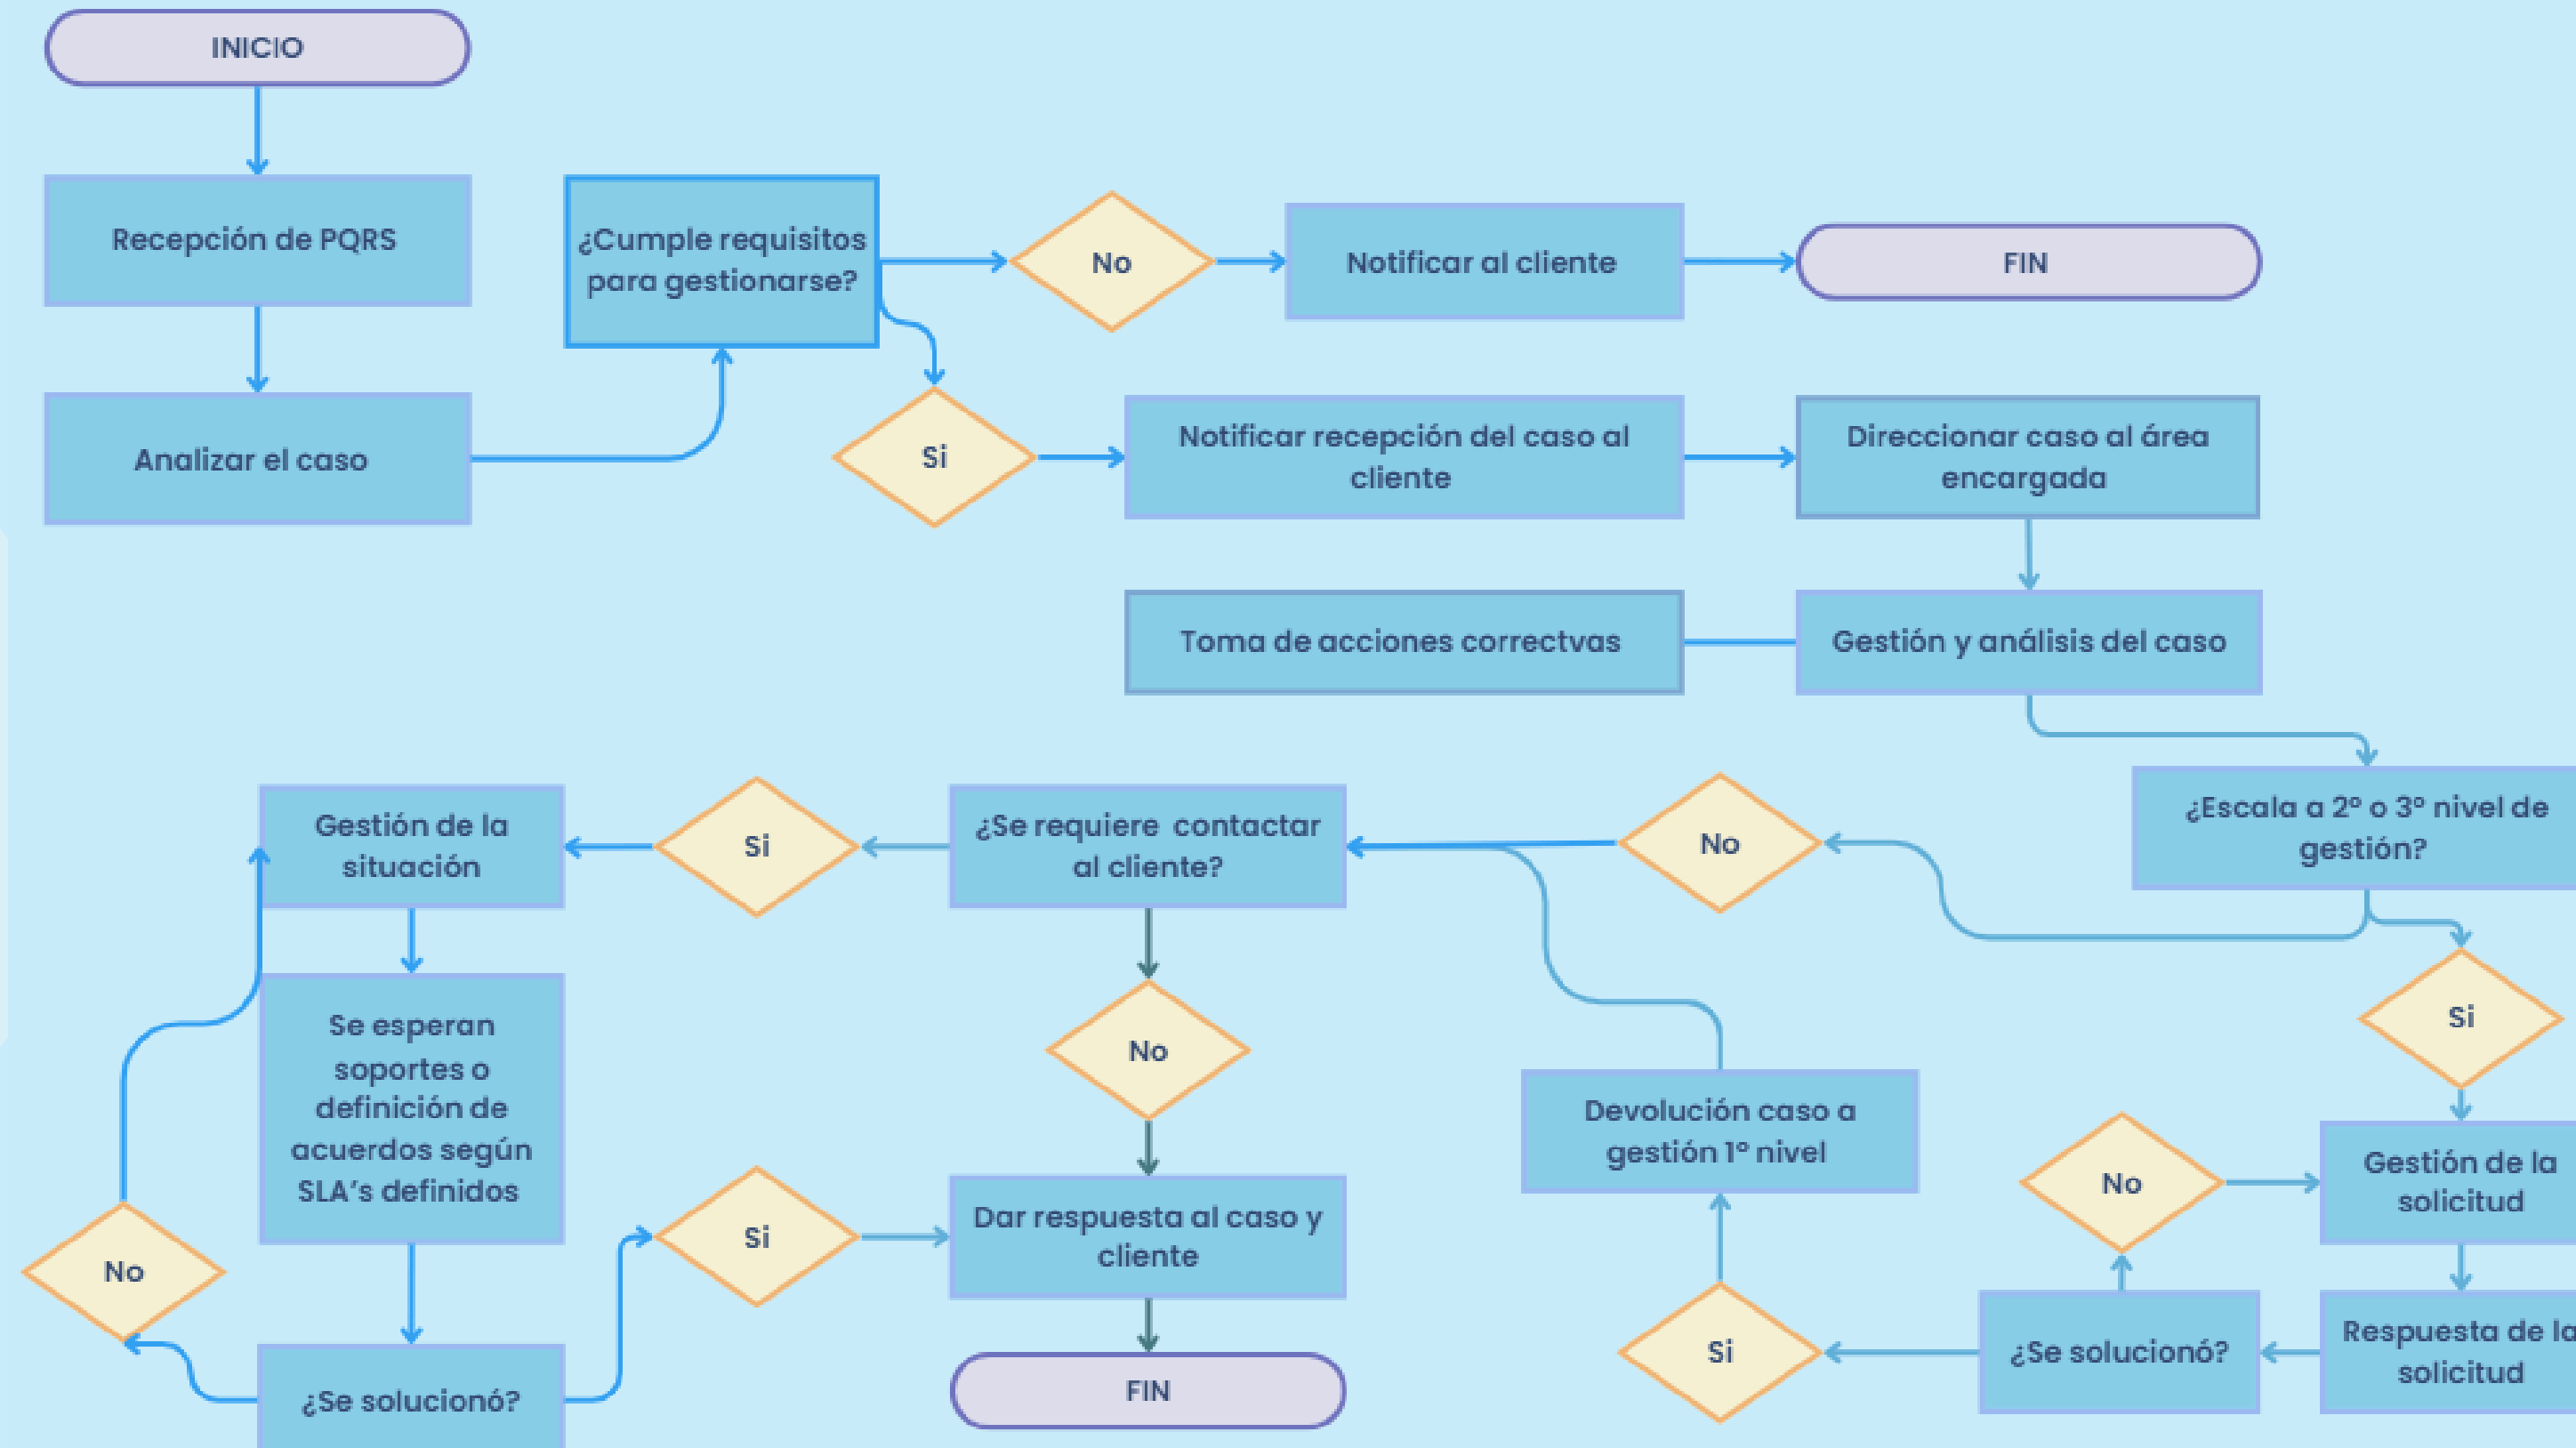 INICIO
Recepción de PQRS
Analizar el caso
¿Cumple requisitos
para gestionarse?
No
Notificar al cliente
FIN
Si
Notificar recepción del caso al
cliente
Direccionar caso al área
encargada
Toma de acciones correctvas
Gestión y análisis del caso
¿Escala a 2º o 3º nivel de
gestión?
No
Si
¿Se requiere contactar
al cliente?
Si
Gestión de la
situación
Se esperan
soportes o
definición de
acuerdos según
SLA's definidos
No
¿Se solucionó?
Si
No
Dar respuesta al caso y
cliente
FIN
Devolución caso a
gestión 1º nivel
Si
¿Se solucionó?
No
Gestión de la
solicitud
Respuesta de la
solicitud